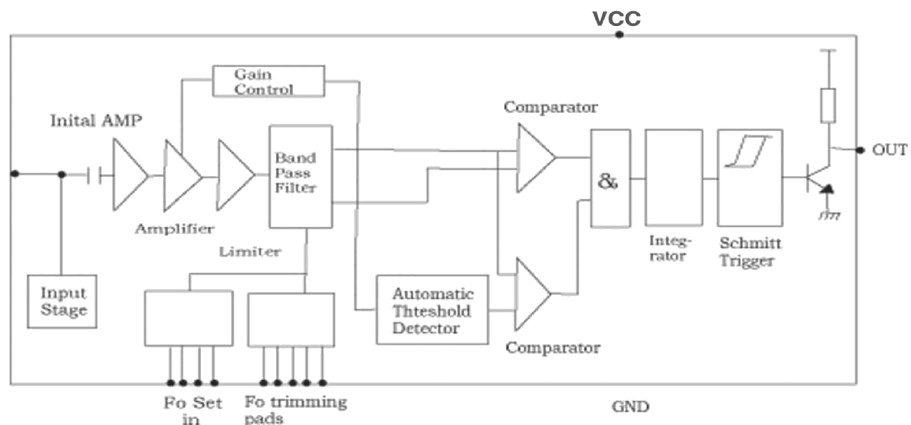 VCC
Gain
Control
Inital AMP
Comparator
Band
Pass
Filter
OUT
&
Amplifier
Limiter
Integ-
rator
Schmitt
Trigger
Input
Stage
Automatic
Thteshold
Detector
Comparator
Fo Set
in
Fo trimming
pads
GND